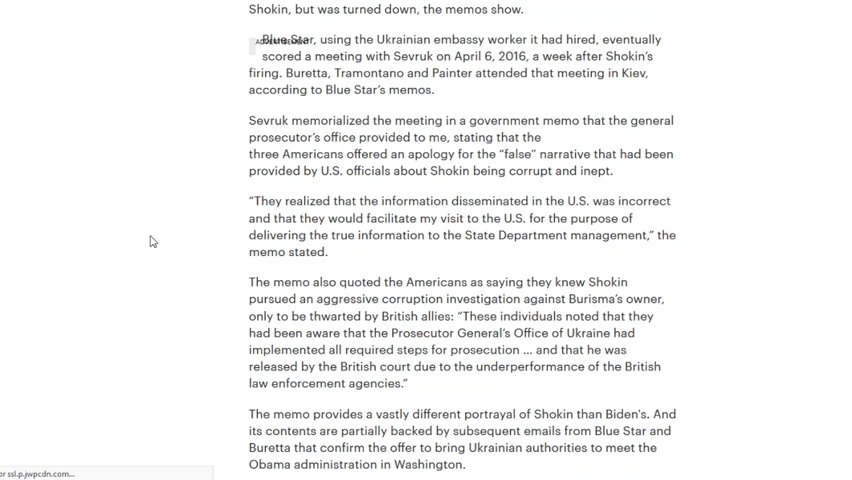 Shokin, but was turned down, the memos show.
ADVERTISEMENT
Blue Star, using the Ukrainian embassy worker it had hired, eventually
scored a meeting with Sevruk on April 6, 2016, a week after Shokin’s
firing. Buretta, Tramontano and Painter attended that meeting in Kiev,
according to Blue Star’s memos.
Sevruk memorialized the meeting in a government memo that the general
prosecutor’s office provided to me, stating that the
three Americans offered an apology for the “false” narrative that had been
provided by U.S. officials about Shokin being corrupt and inept.
“They realized that the information disseminated in the U.S. was incorrect
and that they would facilitate my visit to the U.S. for the purpose of
delivering the true information to the State Department management,” the
memo stated.
The memo also quoted the Americans as saying they knew Shokin
pursued an aggressive corruption investigation against Burisma’s owner,
only to be thwarted by British allies: “These individuals noted that they
had been aware that the Prosecutor General’s Office of Ukraine had
implemented all required steps for prosecution … and that he was
released by the British court due to the underperformance of the British
law enforcement agencies.”
The memo provides a vastly different portrayal of Shokin than Biden’s. And
its contents are partially backed by subsequent emails from Blue Star and
Buretta that confirm the offer to bring Ukrainian authorities to meet the
Obama administration in Washington.
or ssl.p.jwpcdn.com...